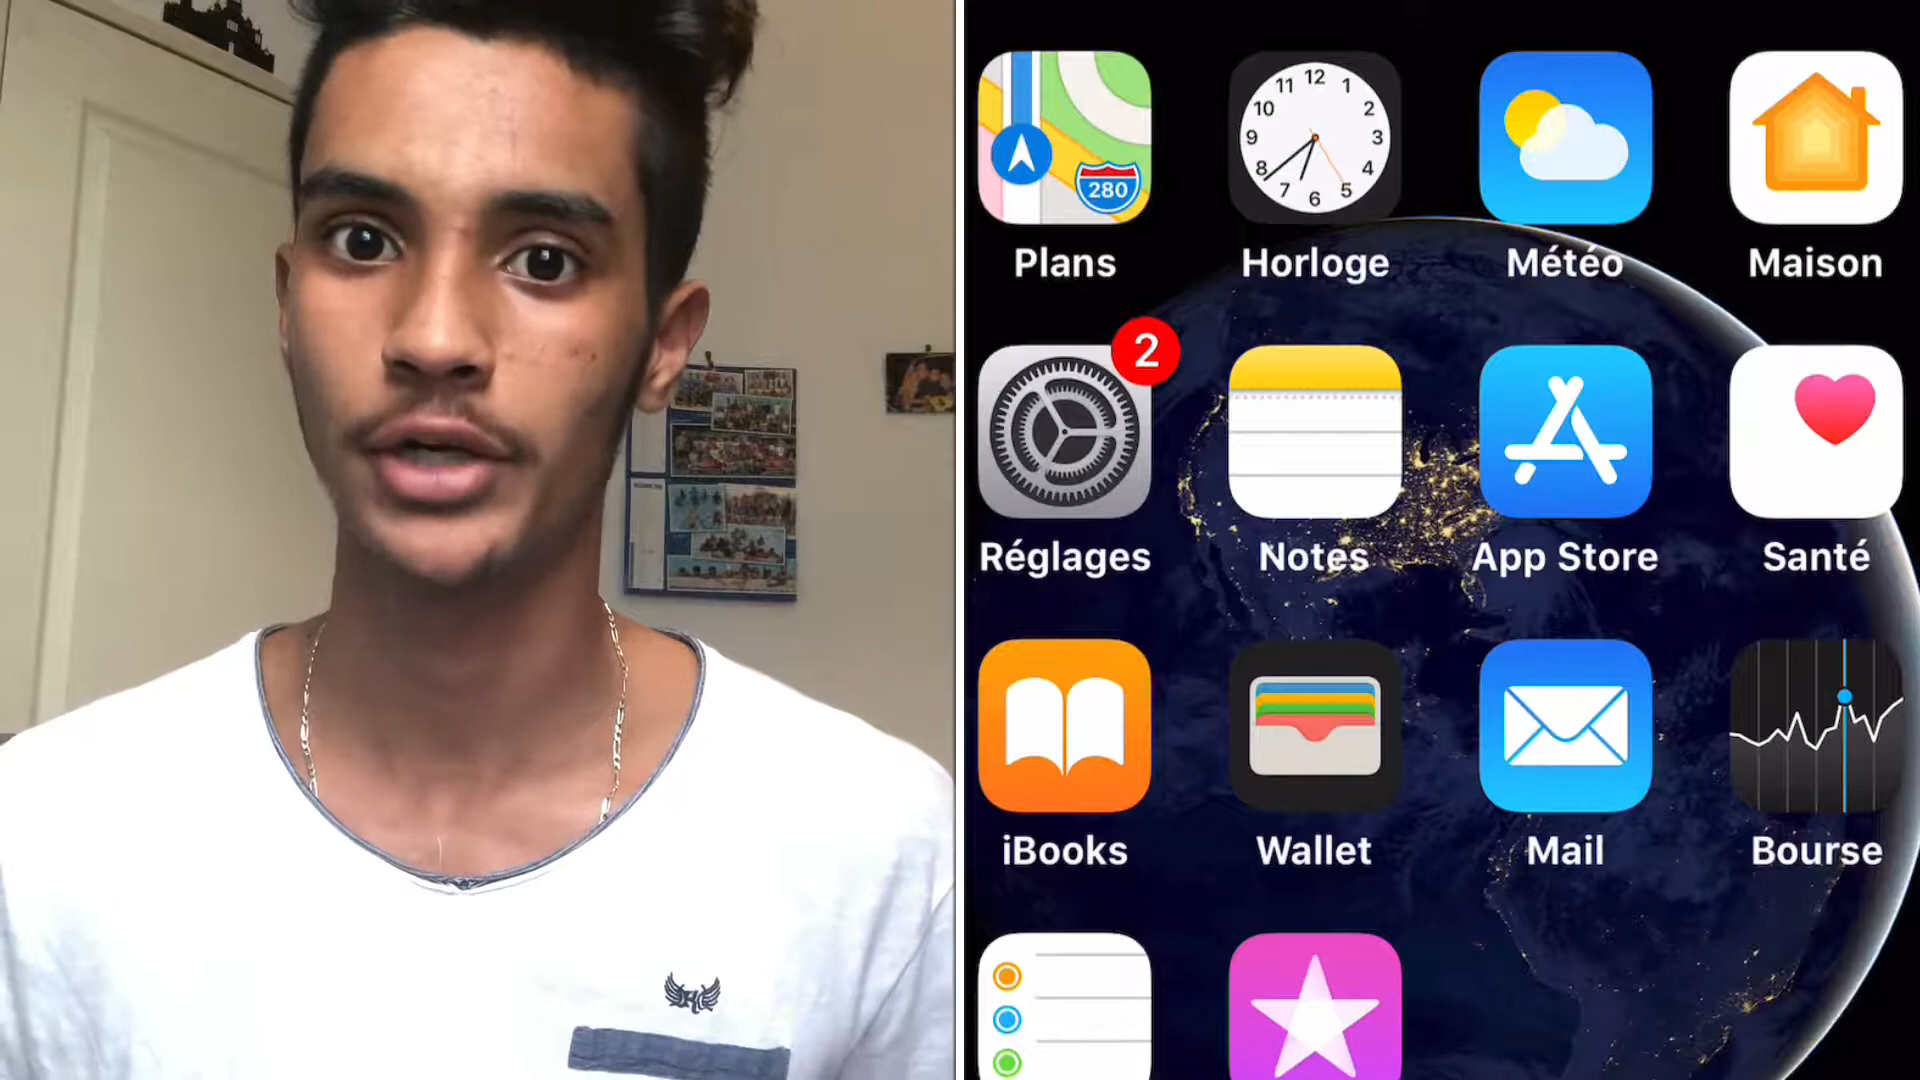 280
12
11
1
10
2
9
3
8
4
7
5
6
Plans
Horloge
Météo
Maison
2
Réglages
Notes
App Store
Santé
iBooks
Wallet
Mail
Bourse